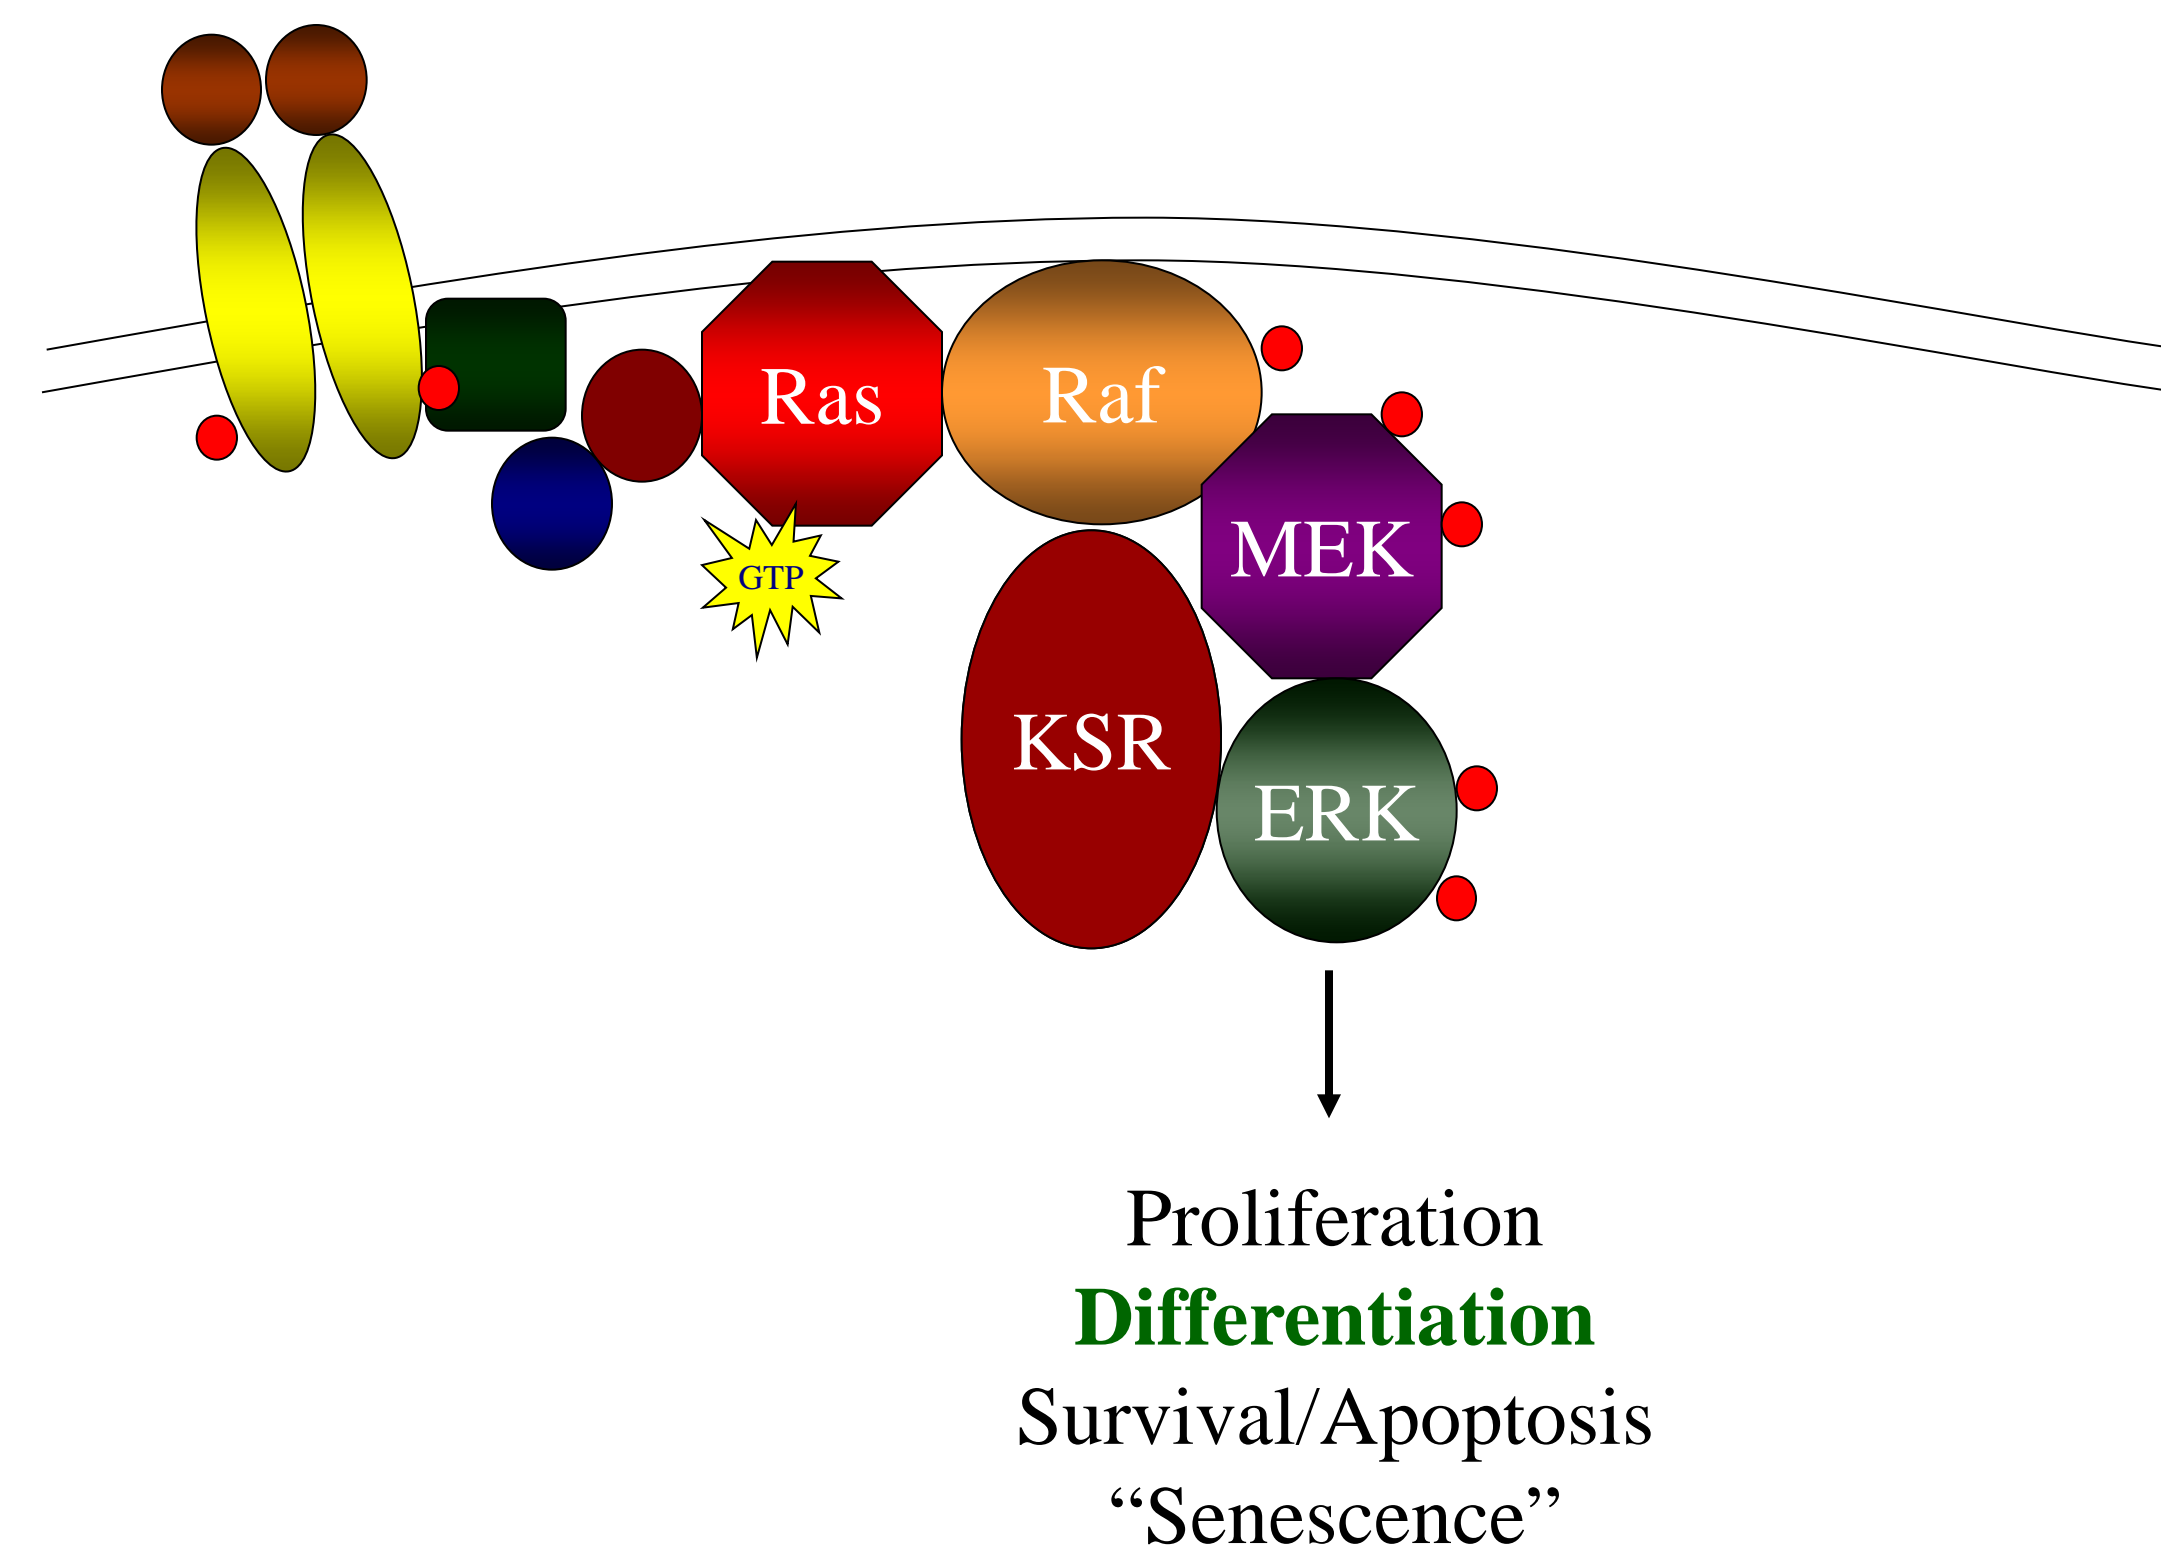 Ras
Raf
MEK
GTP
KSR
ERK
Proliferation
Differentiation
Survival/Apoptosis
“Senescence”